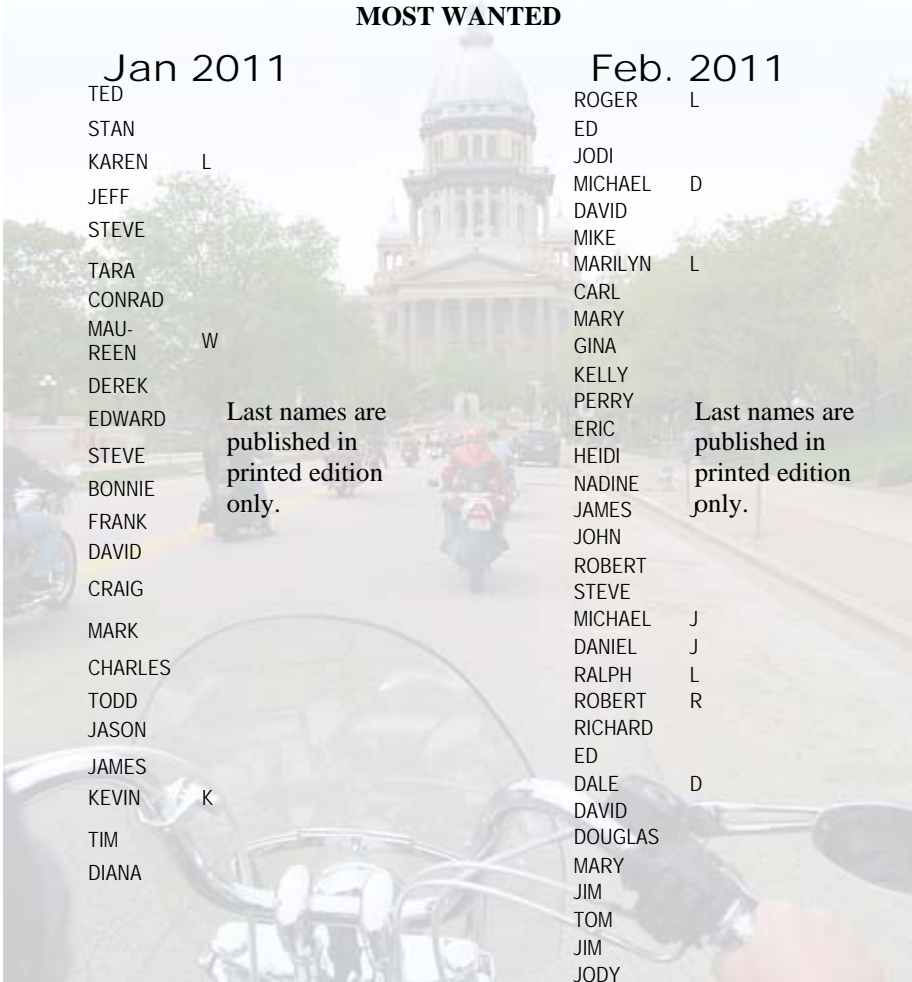 MOST WANTED
Jan 2011
TED
STAN
KAREN L
JEFF
STEVE
TARA
CONRAD
MAU-
REEN W
DEREK
EDWARD
STEVE
BONNIE
FRANK
DAVID
CRAIG
MARK
CHARLES
TODD
JASON
JAMES
KEVIN K
TIM
DIANA
Last names are
published in
printed edition
only.
Feb. 2011
ROGER L
ED
JODI
MICHAEL D
DAVID
MIKE
MARILYN L
CARL
MARY
GINA
KELLY
PERRY
ERIC
HEIDI
NADINE
JAMES J
JOHN
ROBERT
STEVE
MICHAEL J
DANIEL J
RALPH L
ROBERT R
RICHARD
ED
DALE D
DAVID
DOUGLAS
MARY
JIM
TOM
JIM
JODY
Last names are
published in
printed edition
only.